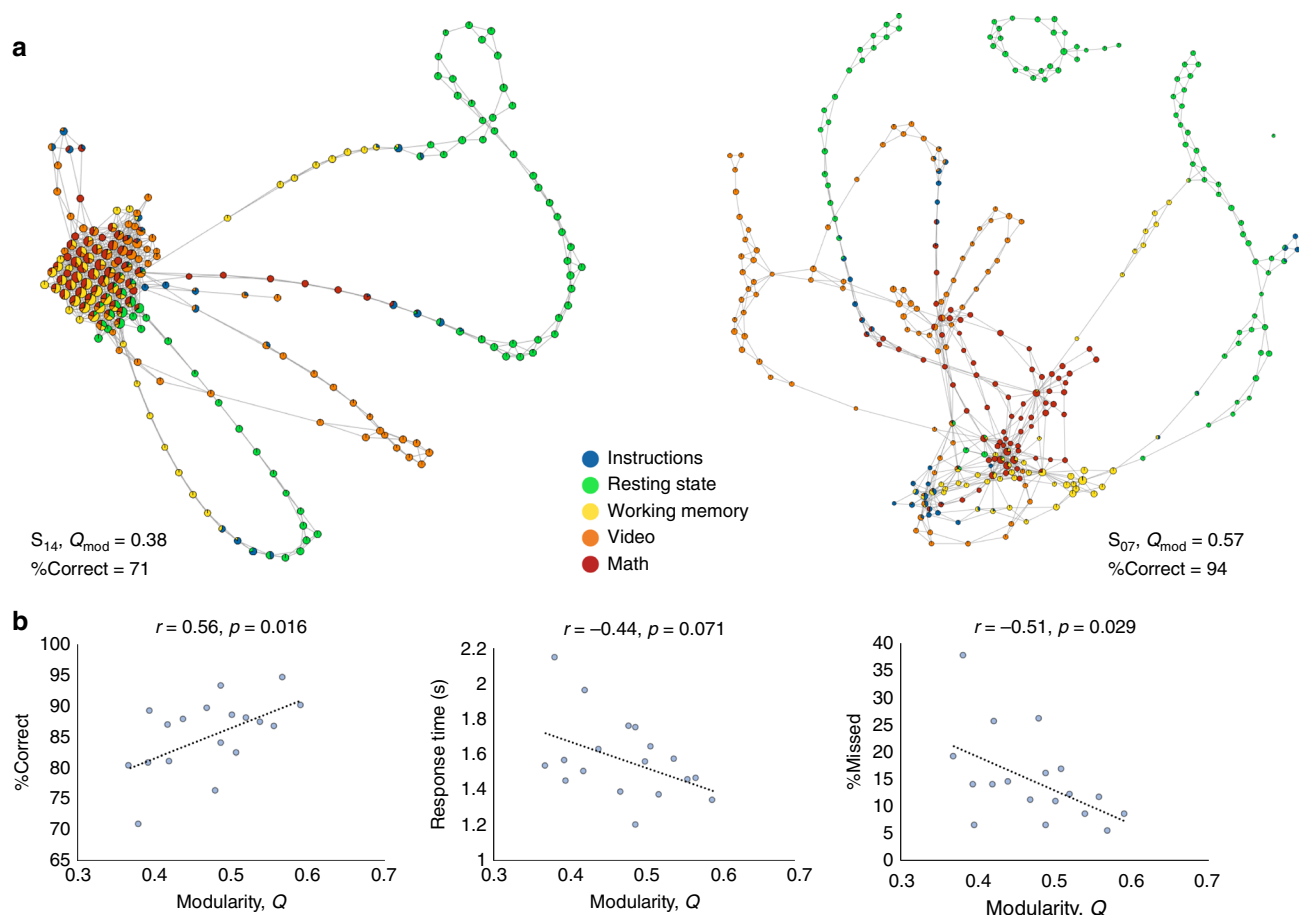 a
Instructions
Resting state
Working memory
Video
Math
S14, Qmod = 0.38
%Correct = 71
S07, Qmod = 0.57
%Correct = 94
b
r = 0.56, p = 0.016
100
95
90
85
80
75
70
65
%Correct
0.3 0.4 0.5 0.6 0.7
Modularity, Q
r = −0.44, p = 0.071
2.2
2
1.8
1.6
1.4
1.2
1
Response time (s)
0.3 0.4 0.5 0.6 0.7
Modularity, Q
r = −0.51, p = 0.029
40
35
30
25
20
15
10
5
0
%Missed
0.3 0.4 0.5 0.6 0.7
Modularity, Q